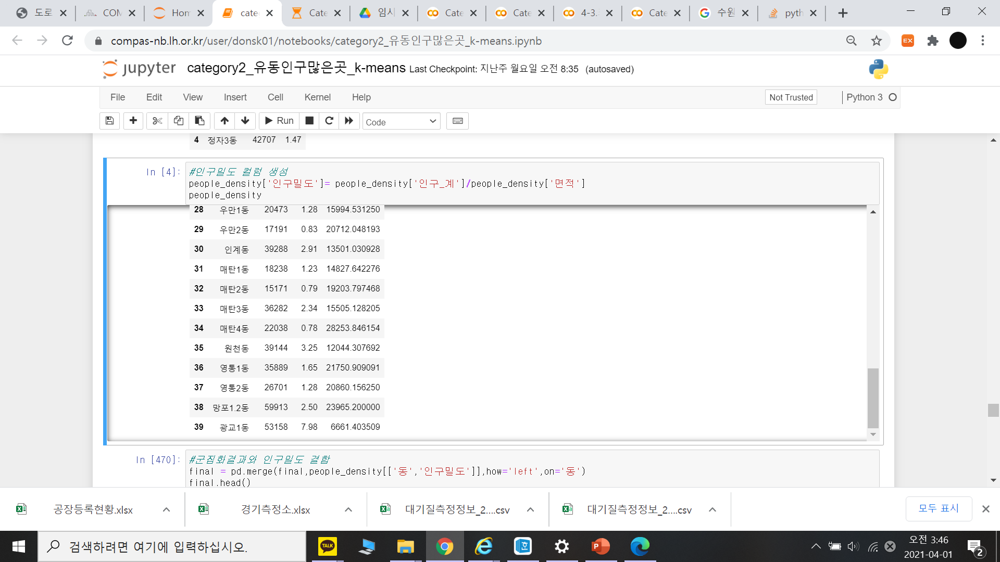 도로
COM
Hom
cate
Cate
임시
Cate
Cate
4-3.
Cate
수원
pyth
compas-nb.lh.or.kr/user/donsk01/notebooks/category2_유동인구많은곳_k-means.ipynb
EX
jupyter category2_유동인구많은곳_k-means Last Checkpoint: 지난주 월요일 오전 8:35 (autosaved)
File Edit View Insert Cell Kernel Help Not Trusted Python 3
Run Code
4 정자3동 42707 1.47
In [4]: #인구밀도 컬럼 생성
people_density['인구밀도']= people_density['인구_계']/people_density['면적']
people_density
28 우만1동 20473 1.28 15994.531250
29 우만2동 17191 0.83 20712.048193
30 인계동 39288 2.91 13501.030928
31 매탄1동 18238 1.23 14827.642276
32 매탄2동 15171 0.79 19203.797468
33 매탄3동 36282 2.34 15505.128205
34 매탄4동 22038 0.78 28253.846154
35 원천동 39144 3.25 12044.307692
36 영통1동 35889 1.65 21750.909091
37 영통2동 26701 1.28 20860.156250
38 망포1.2동 59913 2.50 23965.200000
39 광교1동 53158 7.98 6661.403509
In [470]: #군집화결과와 인구밀도 결합
final = pd.merge(final,people_density[['동','인구밀도']],how='left',on='동')
final.head()
공장등록현황.xlsx
경기측정소.xlsx
대기질측정정보_2....csv
대기질측정정보_2....csv
모두 표시
검색하려면 여기에 입력하십시오.
TALK
오전 3:46
2021-04-01
2